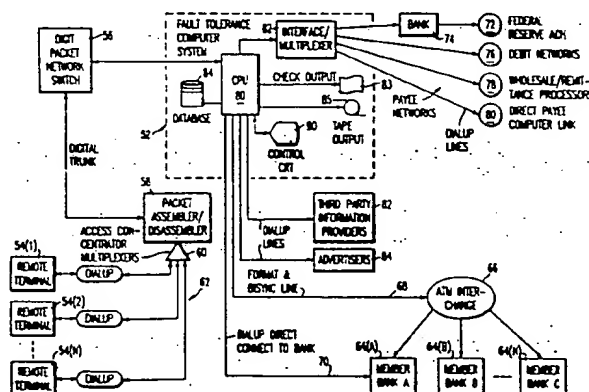 DIGIT PACKET NETWORK SWITCH
56
FAULT TOLERANCE COMPUTER SYSTEM
82
INTERFACE/ MULTIPLEXER
BANK
74
72
FEDERAL RESERVE ACH
76
DEBIT NETWORKS
78
WHOLESALE/REMIT- TANCE PROCESSOR
80
DIRECT PAYEE COMPUTER LINK
PAYEE NETWORKS
DIALUP LINES
84
DATABASE
CPU 80
CHECK OUTPUT
83
85
TAPE OUTPUT
90
CONTROL CRT
52
DIGITAL TRUNK
58
PACKET ASSEMBLER/ DISASSEMBLER
ACCESS CON- CENTRATOR MULTIPLEXERS
60
62
54(1)
REMOTE TERMINAL
DIALUP
54(2)
REMOTE TERMINAL
DIALUP
54(N)
REMOTE TERMINAL
DIALUP
THIRD PARTY INFORMATION PROVIDERS
82
DIALUP LINES
ADVERTISERS
84
FORMAT & BISYNC LINE
68
66
ATM INTER- CHANGE
DIALUP DIRECT CONNECT TO BANK
70
64(A)
MEMBER BANK A
64(B)
MEMBER BANK B
64(K)
MEMBER BANK C